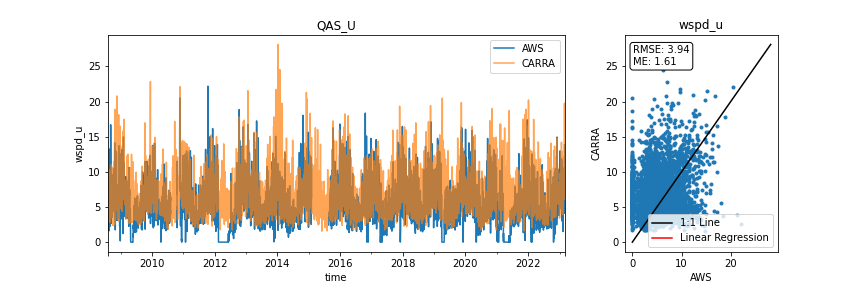 QAS_U
wspd_u
25
20
15
10
5
0
2010
2012
2014
2016
2018
2020
2022
time
AWS
CARRA
wspd_u
CARRA
25
20
15
10
5
0
0
10
20
AWS
RMSE: 3.94
ME: 1.61
1:1 Line
Linear Regression